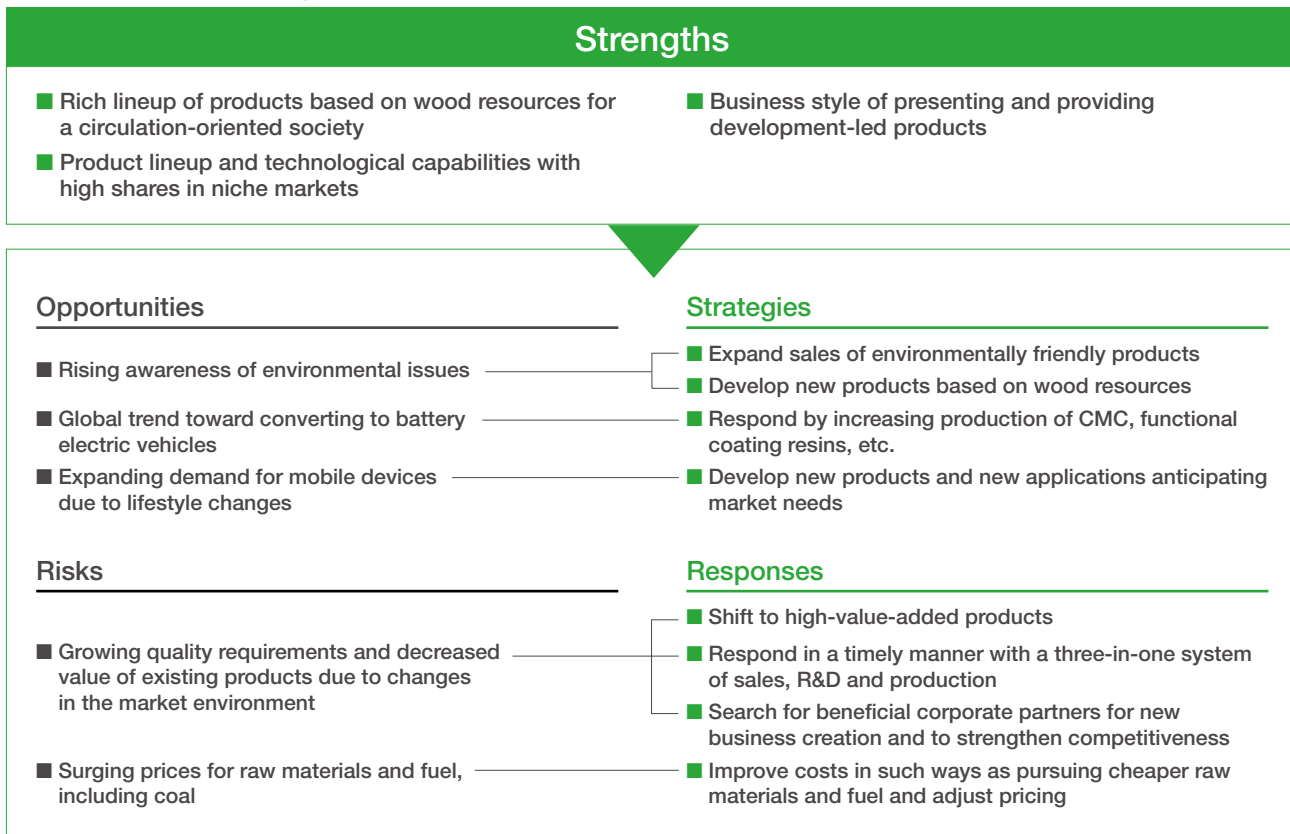 Strengths
■ Rich lineup of products based on wood resources for
a circulation-oriented society
■ Product lineup and technological capabilities with
high shares in niche markets
■ Business style of presenting and providing
development-led products
Opportunities
■ Rising awareness of environmental issues
■ Global trend toward converting to battery
electric vehicles
■ Expanding demand for mobile devices
due to lifestyle changes
Strategies
■ Expand sales of environmentally friendly products
■ Develop new products based on wood resources
■ Respond by increasing production of CMC, functional
coating resins, etc.
■ Develop new products and new applications anticipating
market needs
Risks
■ Growing quality requirements and decreased
value of existing products due to changes
in the market environment
■ Surging prices for raw materials and fuel,
including coal
Responses
■ Shift to high-value-added products
■ Respond in a timely manner with a three-in-one system
of sales, R&D and production
■ Search for beneficial corporate partners for new
business creation and to strengthen competitiveness
■ Improve costs in such ways as pursuing cheaper raw
materials and fuel and adjust pricing